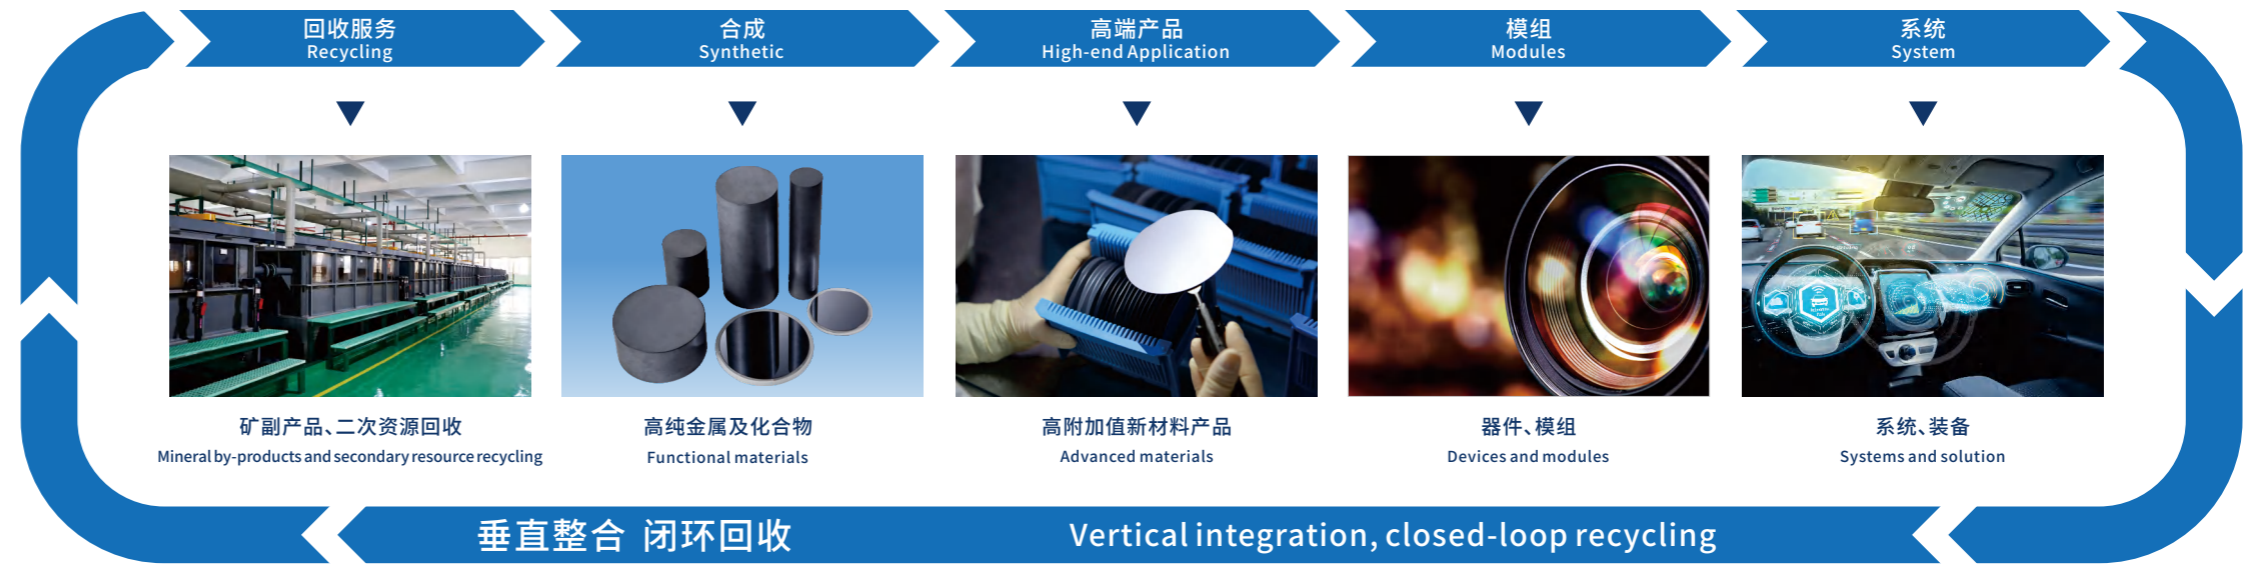 回收服务
Recycling
合成
Synthetic
高端产品
High-end Application
模组
Modules
系统
System
矿副产品、二次资源回收
Mineral by-products and secondary resource recycling
高纯金属及化合物
Functional materials
高附加值新材料产品
Advanced materials
器件、模组
Devices and modules
系统、装备
Systems and solution
垂直整合 闭环回收
Vertical integration, closed-loop recycling